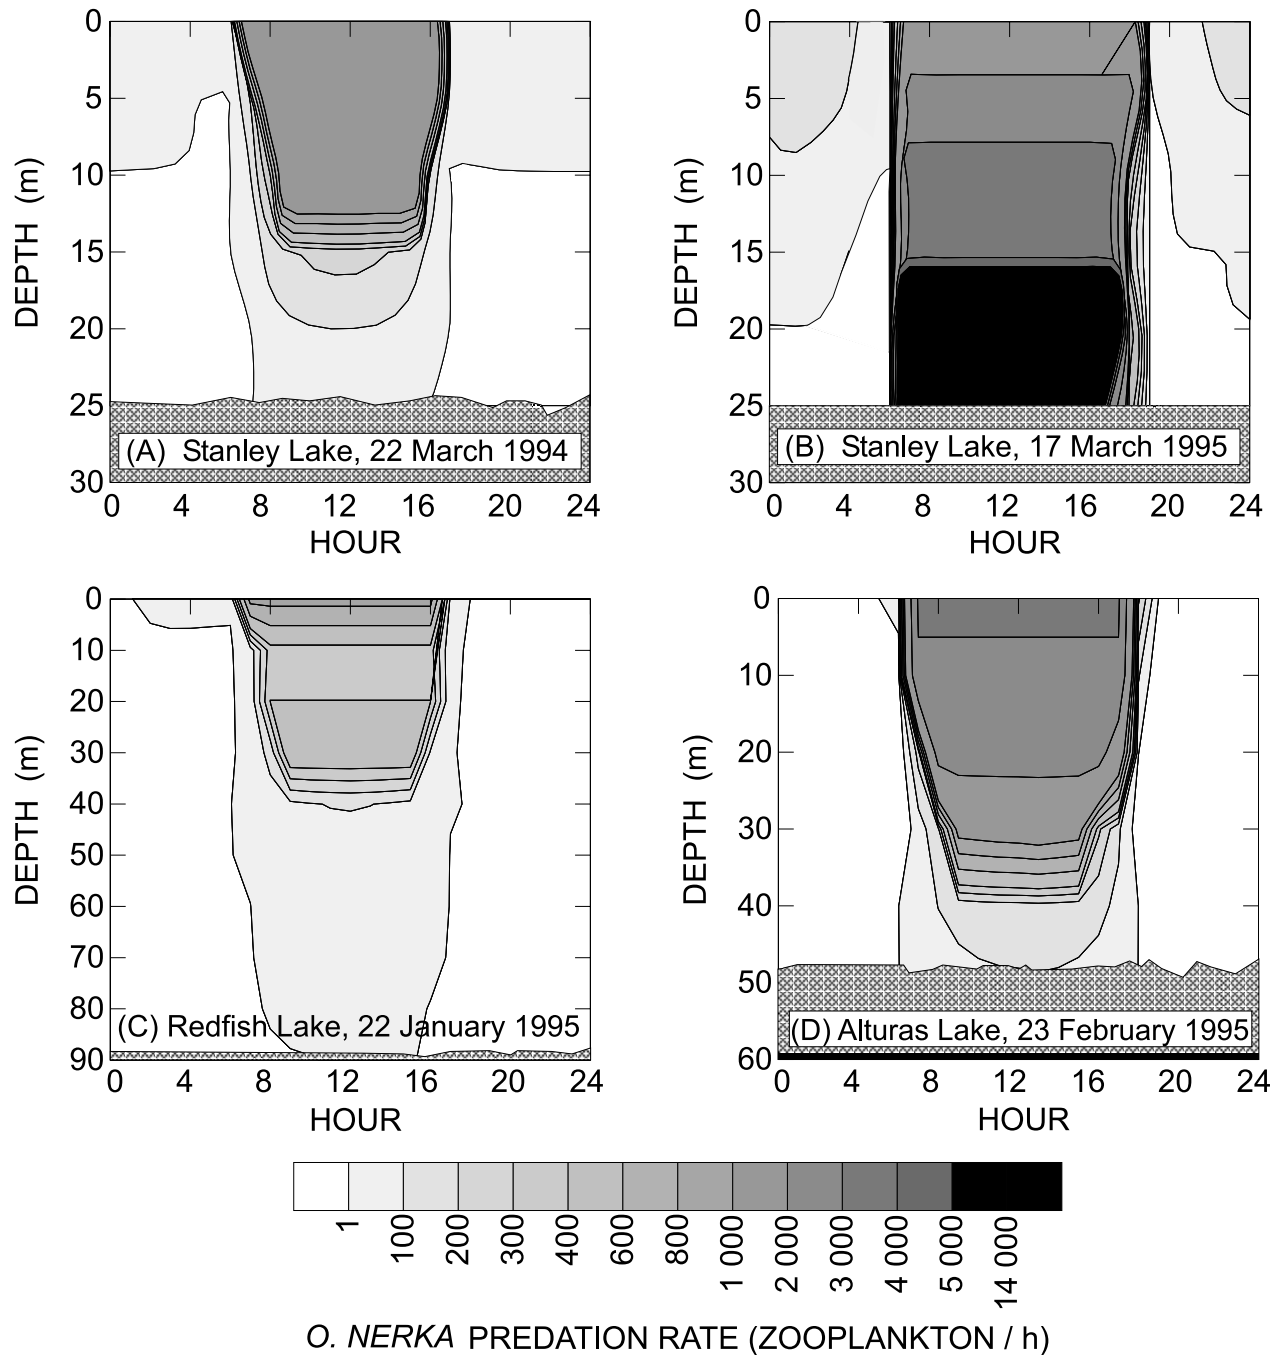 0
5
10
15
20
25
30
DEPTH (m)
(A) Stanley Lake, 22 March 1994
0 4 8 12 16 20 24
HOUR
0
5
10
15
20
25
30
DEPTH (m)
(B) Stanley Lake, 17 March 1995
0 4 8 12 16 20 24
HOUR
0
10
20
30
40
50
60
70
80
90
DEPTH (m)
(C) Redfish Lake, 22 January 1995
0 4 8 12 16 20 24
HOUR
0
10
20
30
40
50
60
DEPTH (m)
(D) Alturas Lake, 23 February 1995
0 4 8 12 16 20 24
HOUR
1 100 200 300 400 600 800 1 000 2 000 3 000 4 000 5 000 14 000
O. NERKA PREDATION RATE (ZOOPLANKTON / h)